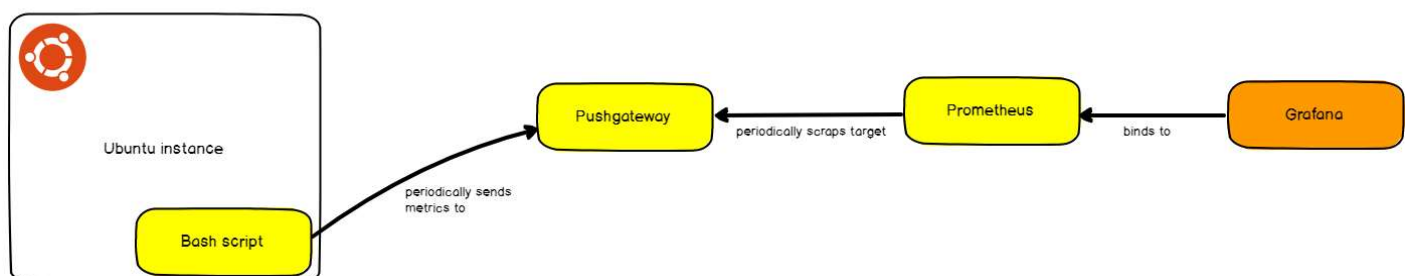 Ubuntu instance
Bash script
periodically sends
metrics to
Pushgateway
periodically scraps target
Prometheus
binds to
Grafana